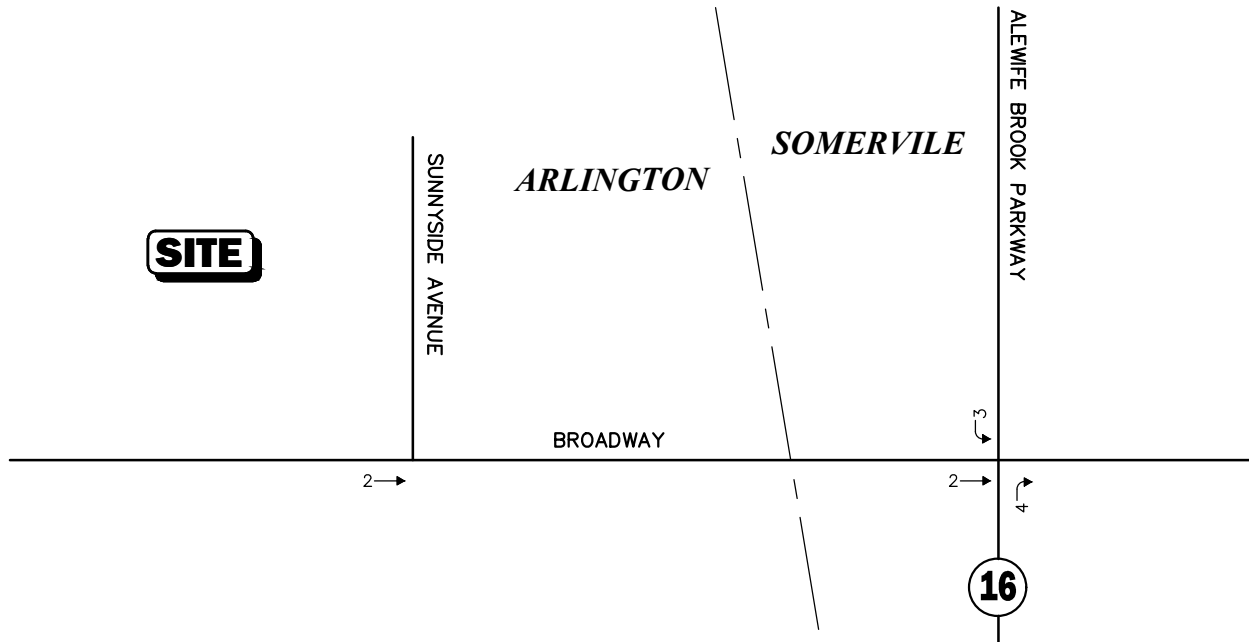 ALEWIFE BROOK PARKWAY
SOMERVILE
ARLINGTON
SUNNYSIDE AVENUE
SITE
3
BROADWAY
2
2
4
16